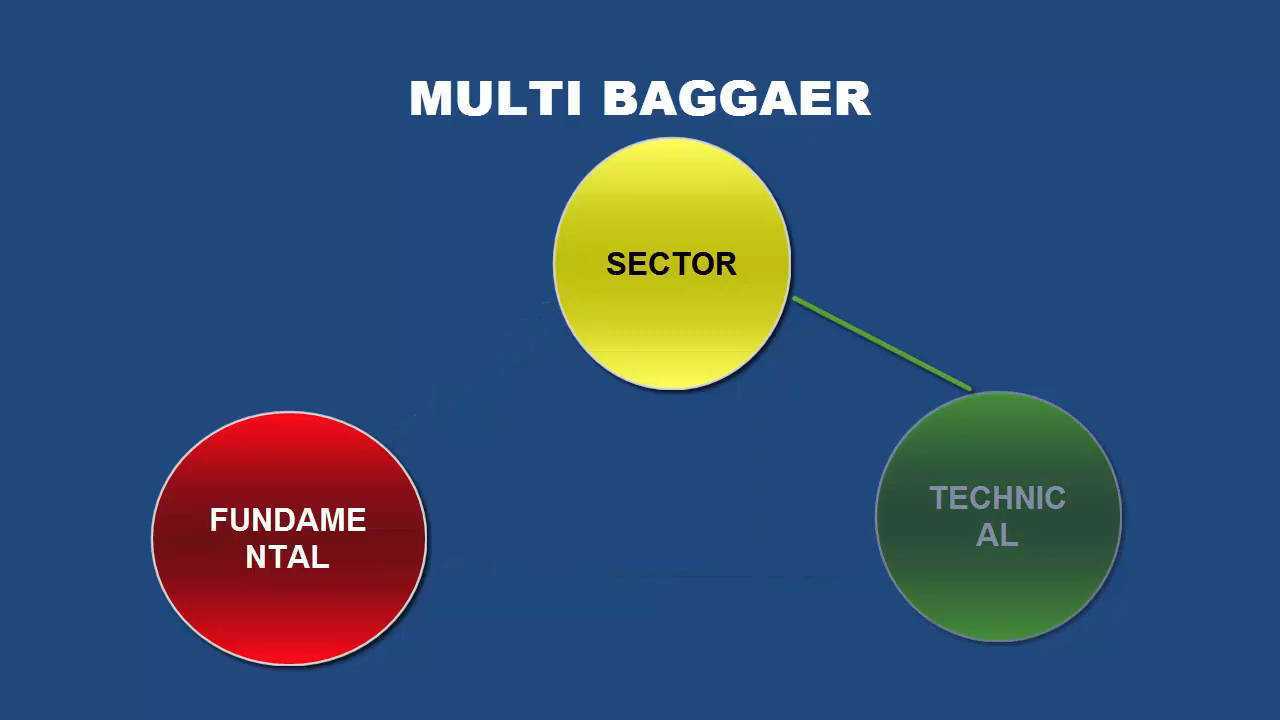 MULTI BAGGAER
SECTOR
FUNDAME
NTAL
TECHNIC
AL